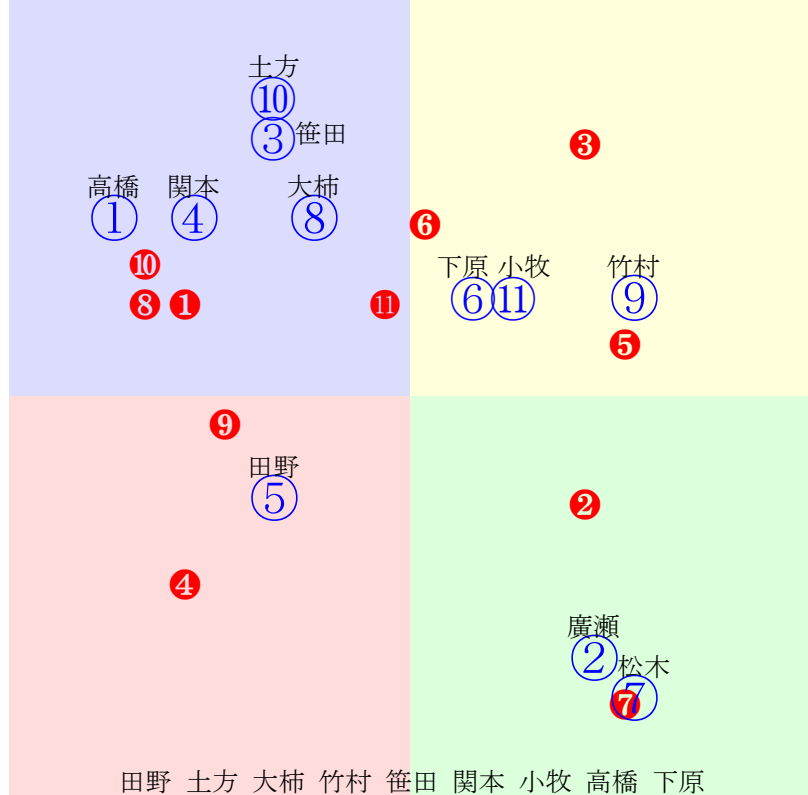 土方
⑩
③ 笹田
❸
高橋 関本 大柿
① ④ ⑧
❻
❿
下原 小牧 竹村
⑥ ⑪ ⑨
❽ ❶ ⓫
❺
❾
田野
⑤
❷
❹
廣瀬
②
松木
⑦
❼
田野 土方 大柿 竹村 笹田 関本 小牧 高橋 下原